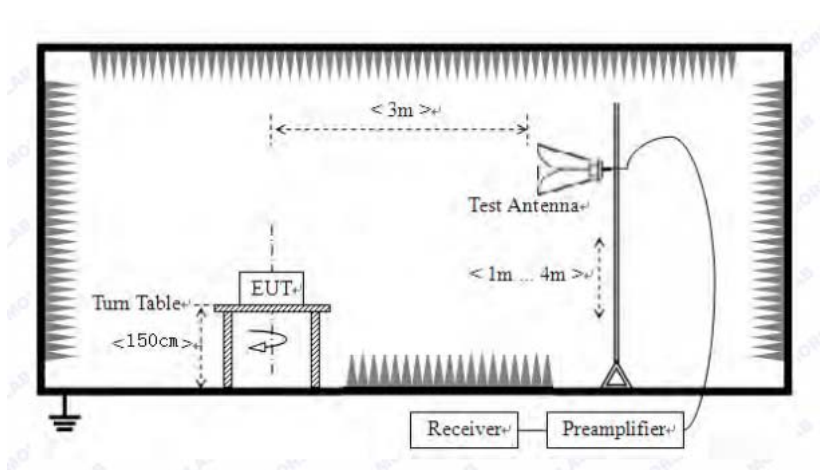 < 3m >
Test Antenna
< 1m ... 4m >
EUT
Turn Table
<150cm>
Receiver
Preamplifier